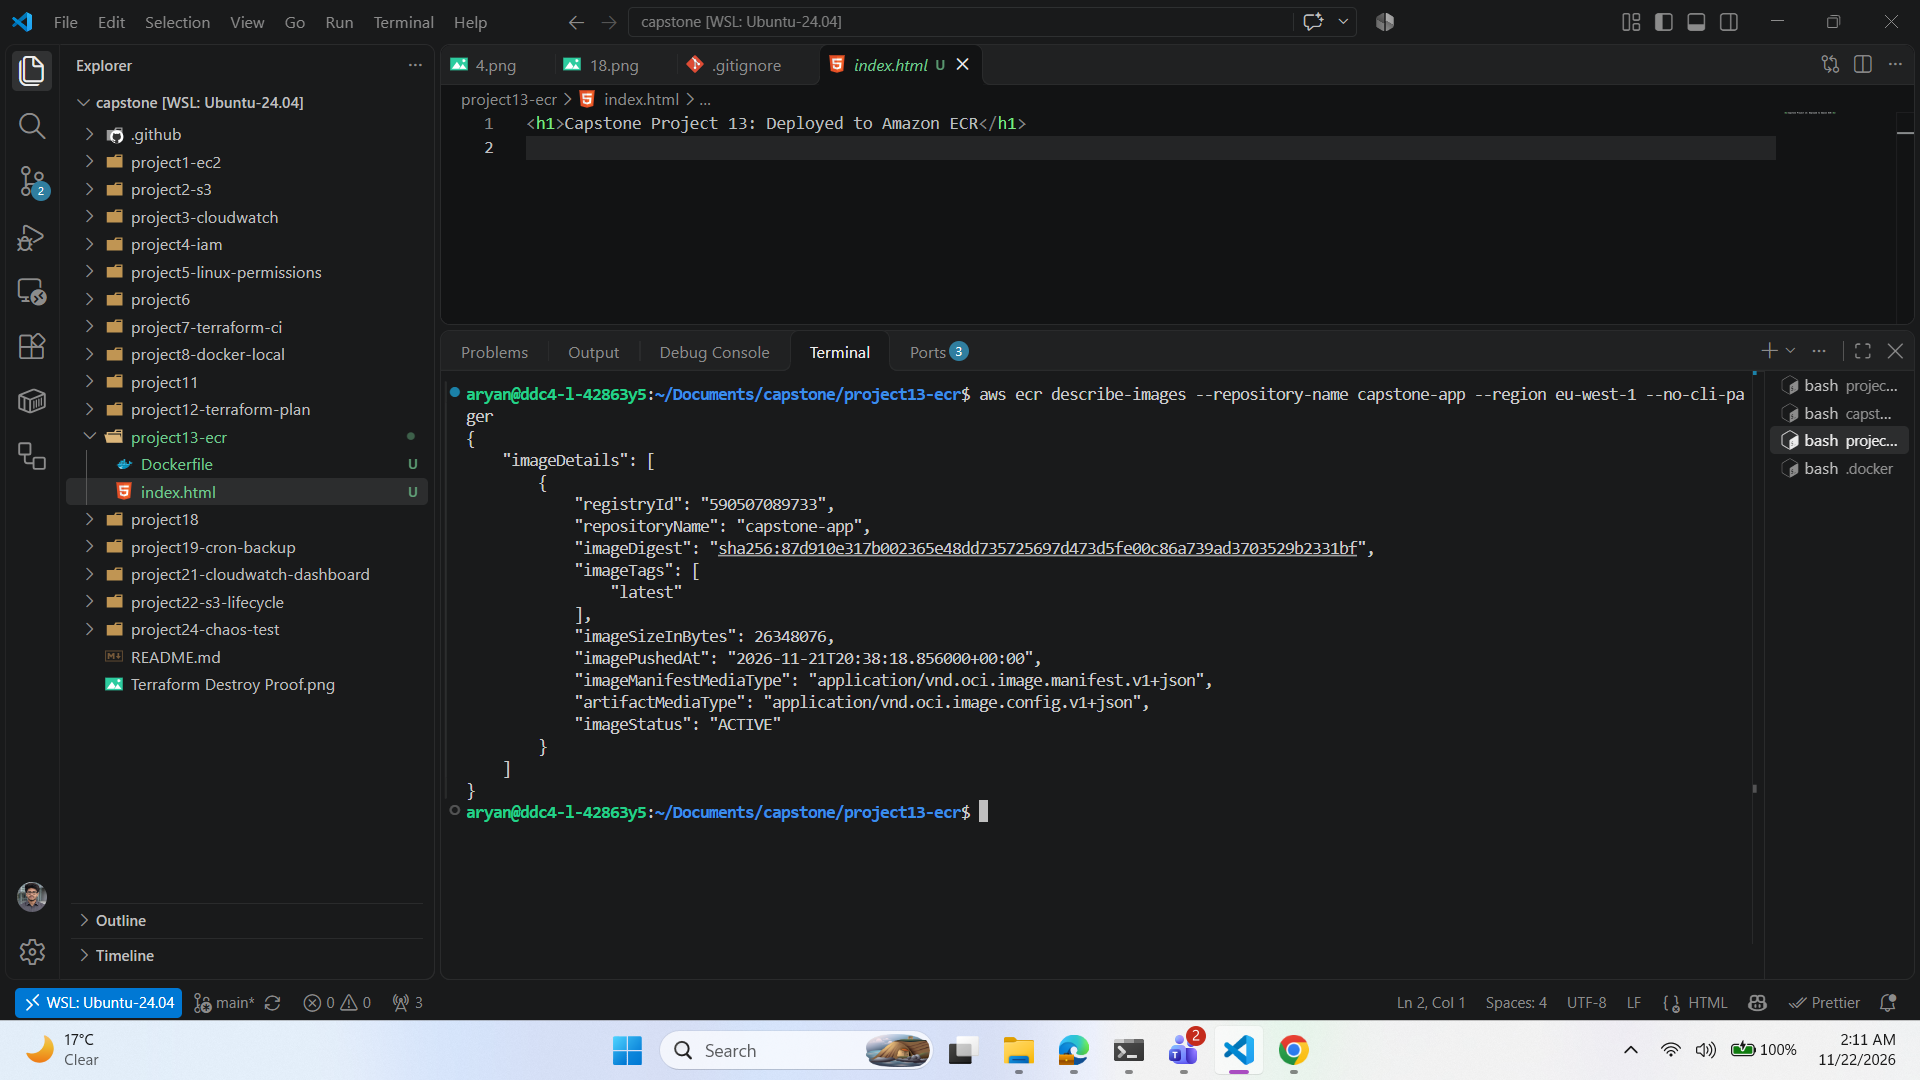 File Edit Selection View Go Run Terminal Help
capstone [WSL: Ubuntu-24.04]
Explorer
capstone [WSL: Ubuntu-24.04]
.github
project1-ec2
project2-s3
project3-cloudwatch
project4-iam
project5-linux-permissions
project6
project7-terraform-ci
project8-docker-local
project11
project12-terraform-plan
project13-ecr
Dockerfile U
index.html U
project18
project19-cron-backup
project21-cloudwatch-dashboard
project22-s3-lifecycle
project24-chaos-test
README.md
Terraform Destroy Proof.png
Outline
Timeline
2
4.png 18.png .gitignore index.html U
project13-ecr > index.html > ...
1 <h1>Capstone Project 13: Deployed to Amazon ECR</h1>
2
Problems Output Debug Console Terminal Ports 3
aryan@ddc4-l-42863y5:~/Documents/capstone/project13-ecr$ aws ecr describe-images --repository-name capstone-app --region eu-west-1 --no-cli-pa
ger
{
"imageDetails": [
{
"registryId": "590507089733",
"repositoryName": "capstone-app",
"imageDigest": "sha256:87d910e317b002365e48dd735725697d473d5fe00c86a739ad3703529b2331bf",
"imageTags": [
"latest"
],
"imageSizeInBytes": 26348076,
"imagePushedAt": "2026-11-21T20:38:18.856000+00:00",
"imageManifestMediaType": "application/vnd.oci.image.manifest.v1+json",
"artifactMediaType": "application/vnd.oci.image.config.v1+json",
"imageStatus": "ACTIVE"
}
]
}
aryan@ddc4-l-42863y5:~/Documents/capstone/project13-ecr$
bash projec...
bash capst...
bash projec...
bash .docker
WSL: Ubuntu-24.04 main* 0 0 3
Ln 2, Col 1 Spaces: 4 UTF-8 LF HTML Prettier
17°C
Clear
Search
2
100%
2:11 AM
11/22/2026